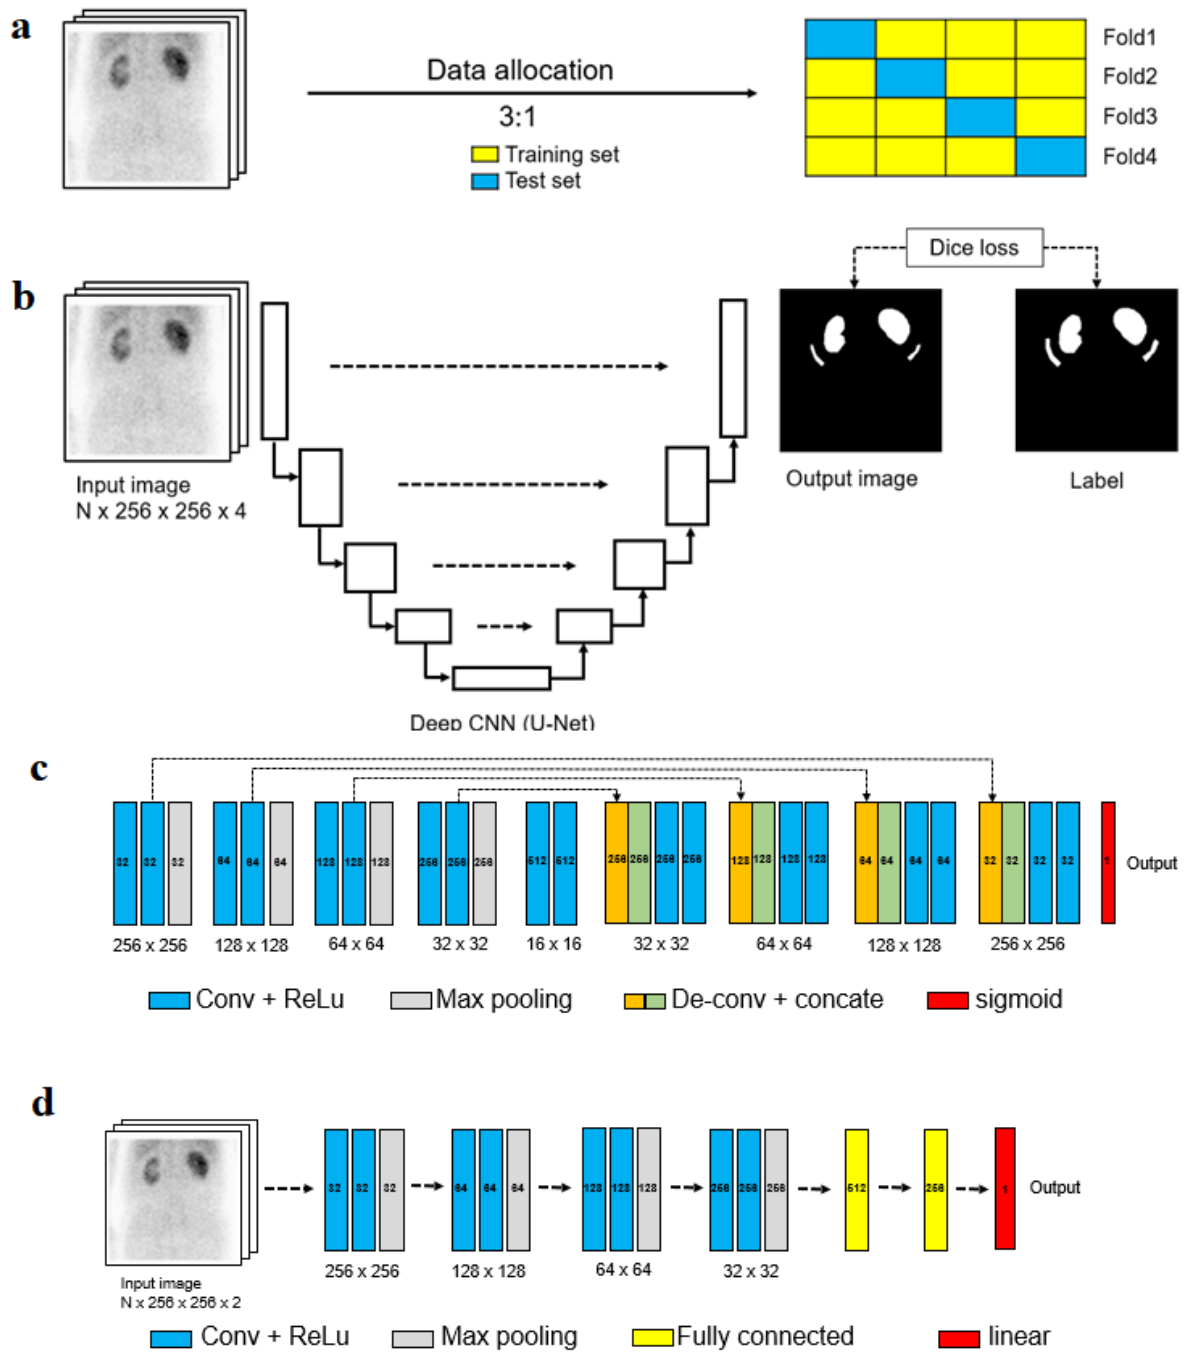 a
Data allocation
3:1
Training set
Test set
Fold1
Fold2
Fold3
Fold4
b
Dice loss
Input image
N x 256 x 256 x 4
Output image
Label
Deep CNN (U-Net)
c
32 32 32 64 64 64 128 128 128 256 256 256 512 512 256 256 256 256 128 128 128 128 64 64 64 64 32 32 32 32 1 Output
256 x 256 128 x 128 64 x 64 32 x 32 16 x 16 32 x 32 64 x 64 128 x 128 256 x 256
Conv + ReLu Max pooling De-conv + concate sigmoid
d
32 32 32 64 64 64 128 128 128 256 256 256 512 256 1 Output
256 x 256 128 x 128 64 x 64 32 x 32
Input image
N x 256 x 256 x 2
Conv + ReLu Max pooling Fully connected linear